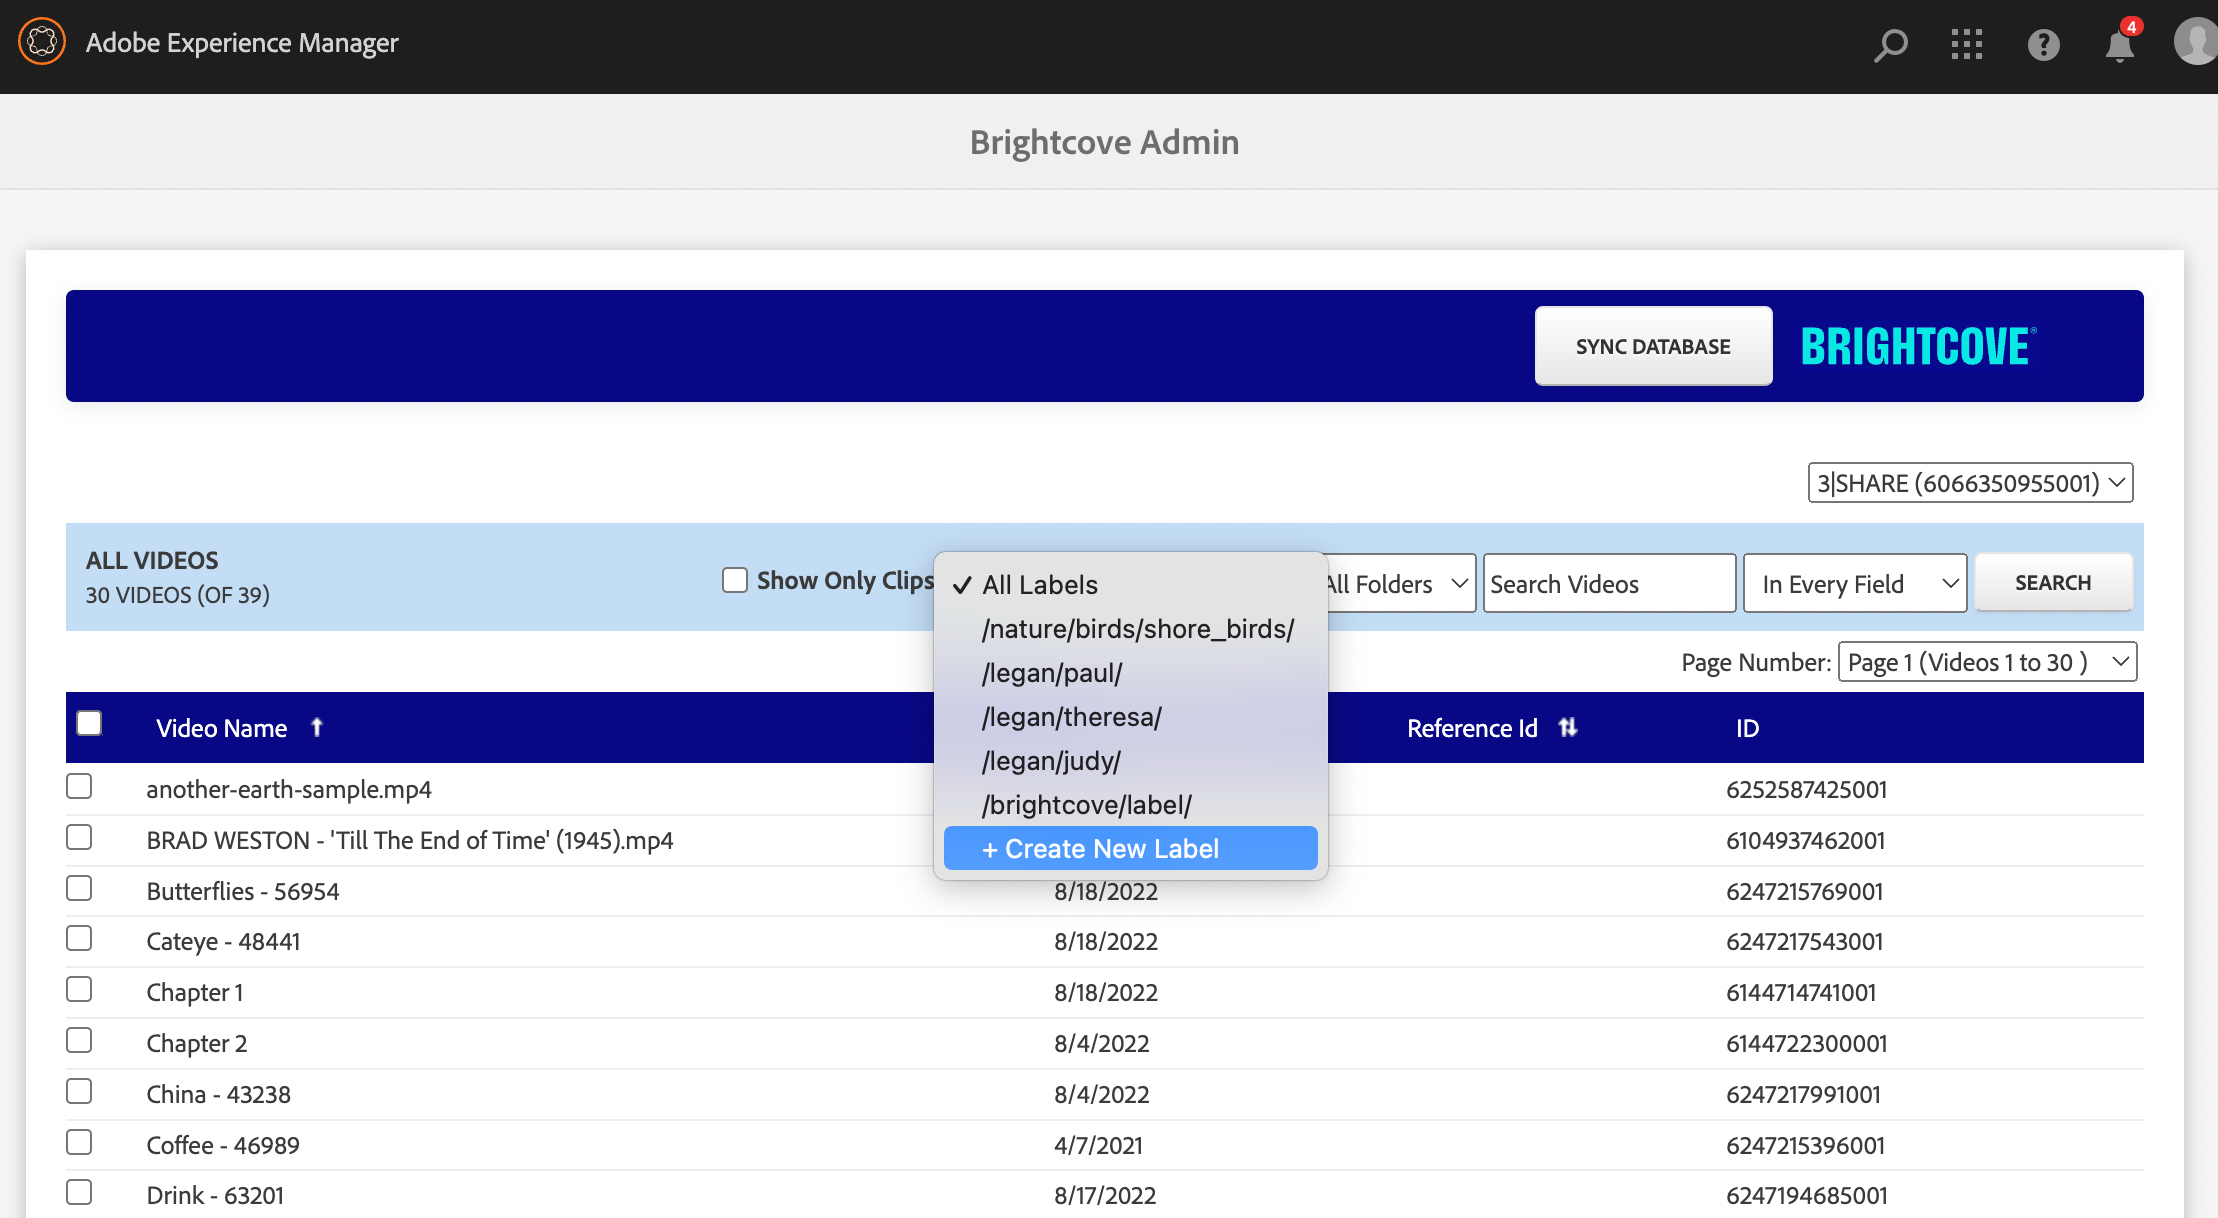 Adobe Experience Manager
4
Brightcove Admin
SYNC DATABASE
BRIGHTCOVE®
3|SHARE (6066350955001)
ALL VIDEOS
30 VIDEOS (OF 39)
Show Only Clips
✓ All Labels
/nature/birds/shore_birds/
/legan/paul/
/legan/theresa/
/legan/judy/
/brightcove/label/
+ Create New Label
All Folders
Search Videos
In Every Field
SEARCH
Page Number: Page 1 (Videos 1 to 30 )
Video Name Reference Id ID
another-earth-sample.mp4 6252587425001
BRAD WESTON - 'Till The End of Time' (1945).mp4 6104937462001
Butterflies - 56954 8/18/2022 6247215769001
Cateye - 48441 8/18/2022 6247217543001
Chapter 1 8/18/2022 6144714741001
Chapter 2 8/4/2022 6144722300001
China - 43238 8/4/2022 6247217991001
Coffee - 46989 4/7/2021 6247215396001
Drink - 63201 8/17/2022 6247194685001